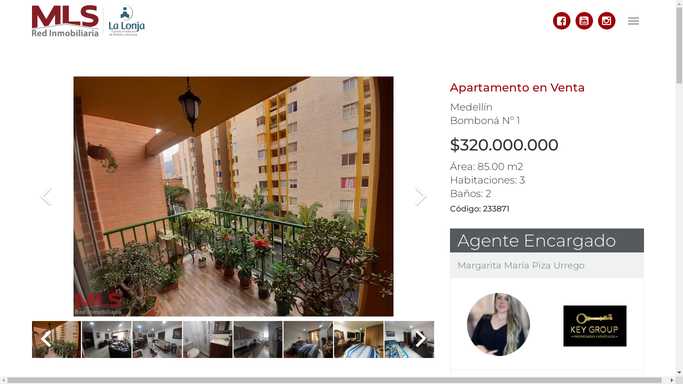 MLS
Red Inmobiliaria
La Lonja
Apartamento en Venta
Medellín
Bomboná Nº 1
$320.000.000
Área: 85.00 m2
Habitaciones: 3
Baños: 2
Código: 233871
Agente Encargado
Margarita María Piza Urrego
MLS
Red Inmobiliaria
KEY GROUP